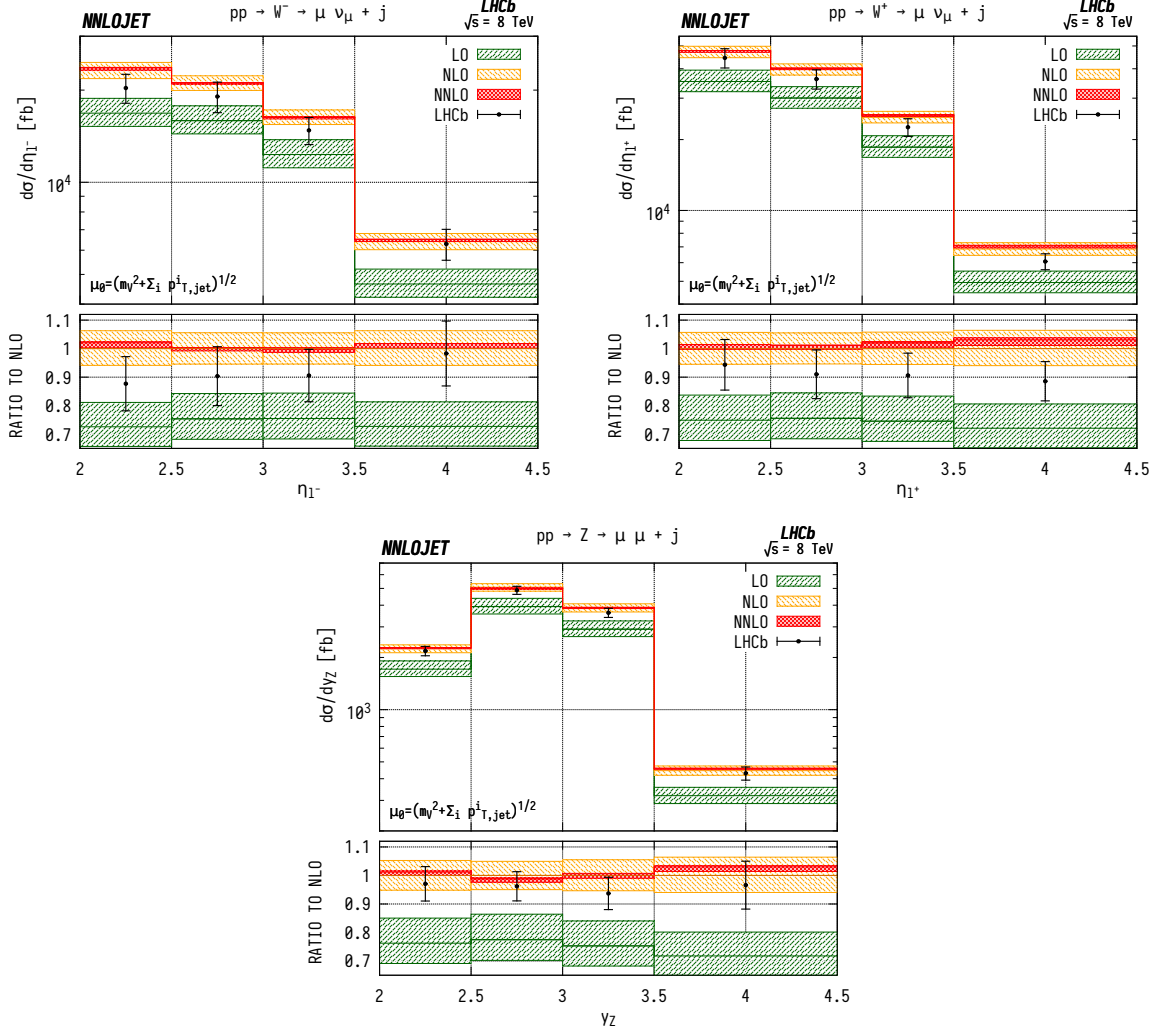 pp → W⁻ → μ ν_μ + j
NNLOJET
LHCb
√s = 8 TeV
LO
NLO
NNLO
LHCb
dσ/dη_l⁻ [fb]
10⁴
μ₀=(m_V²+Σ_i pⁱ_T,jet)^1/2
RATIO TO NLO
1.1
1
0.9
0.8
0.7
2 2.5 3 3.5 4 4.5
η_l⁻
pp → W⁺ → μ ν_μ + j
NNLOJET
LHCb
√s = 8 TeV
LO
NLO
NNLO
LHCb
dσ/dη_l⁺ [fb]
10⁴
μ₀=(m_V²+Σ_i pⁱ_T,jet)^1/2
RATIO TO NLO
1.1
1
0.9
0.8
0.7
2 2.5 3 3.5 4 4.5
η_l⁺
pp → Z → μ μ + j
NNLOJET
LHCb
√s = 8 TeV
LO
NLO
NNLO
LHCb
dσ/dy_Z [fb]
10³
μ₀=(m_V²+Σ_i pⁱ_T,jet)^1/2
RATIO TO NLO
1.1
1
0.9
0.8
0.7
2 2.5 3 3.5 4 4.5
y_Z